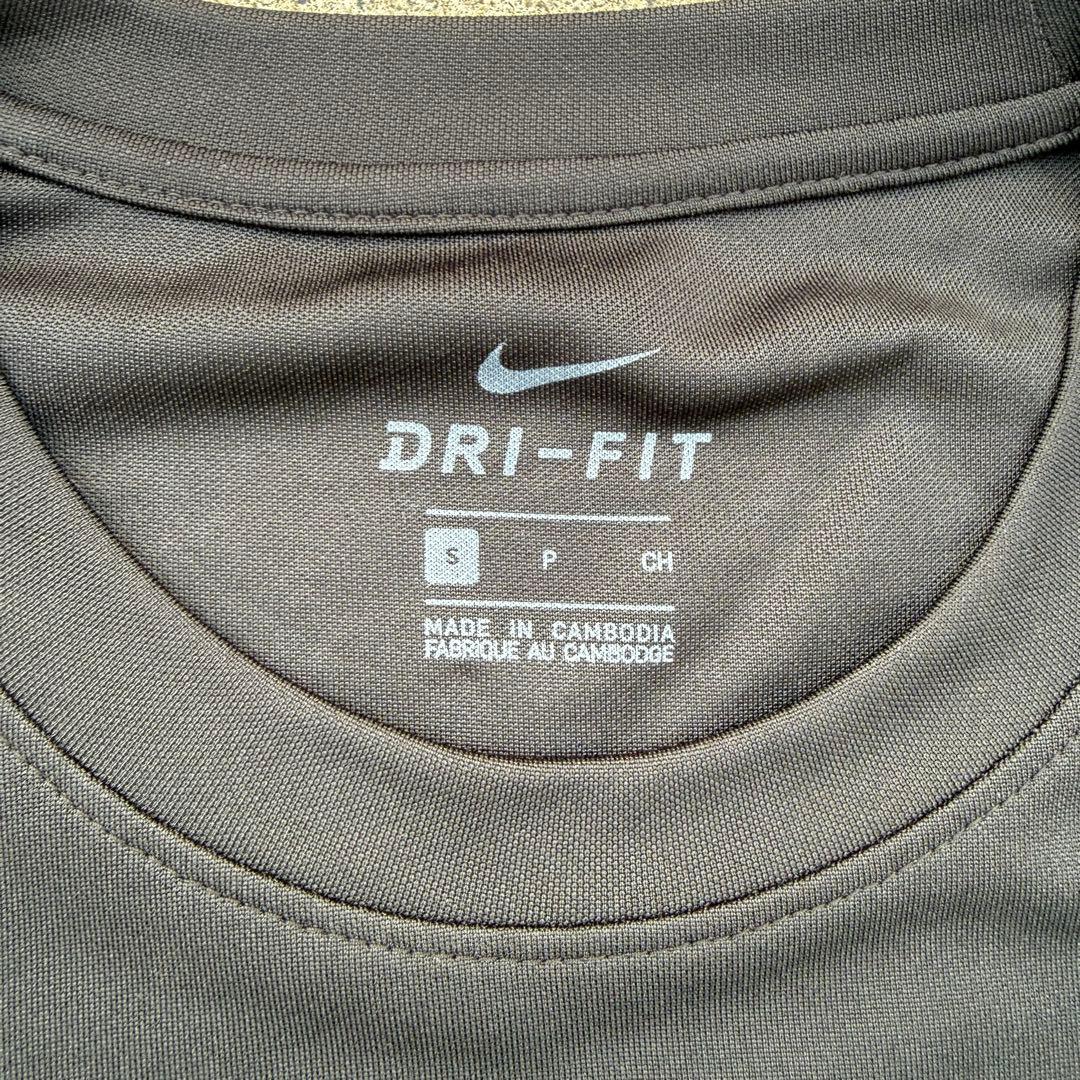 DRI-FIT
S P CH
MADE IN CAMBODIA
FABRIQUE AU CAMBODGE